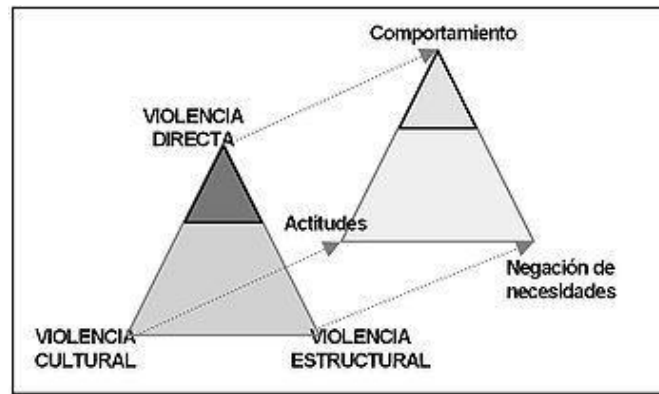 Comportamiento
VIOLENCIA
DIRECTA
Actitudes
Negación de
necesidades
VIOLENCIA
CULTURAL
VIOLENCIA
ESTRUCTURAL